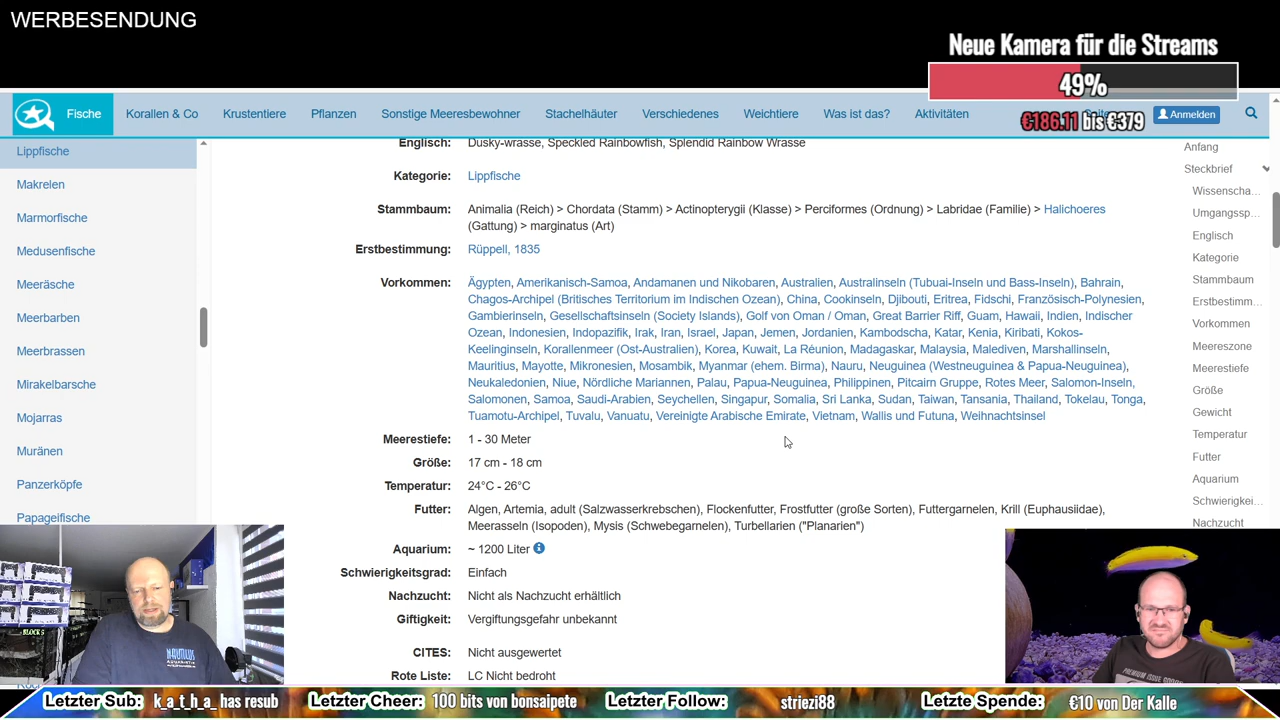 WERBESENDUNG
Neue Kamera für die Streams
49%
€186.11 bis €379
Fische
Korallen & Co
Krustentiere
Pflanzen
Sonstige Meeresbewohner
Stachelhäuter
Verschiedenes
Weichtiere
Was ist das?
Aktivitäten
Anmelden
Lippfische
Makrelen
Marmorfische
Medusenfische
Meeräsche
Meerbarben
Meerbrassen
Mirakelbarsche
Mojarras
Muränen
Panzerköpfe
Papageifische
Englisch: Dusky-wrasse, Speckled Rainbowfish, Splendid Rainbow Wrasse
Kategorie: Lippfische
Stammbaum: Animalia (Reich) > Chordata (Stamm) > Actinopterygii (Klasse) > Perciformes (Ordnung) > Labridae (Familie) > Halichoeres
(Gattung) > marginatus (Art)
Erstbestimmung: Rüppell, 1835
Vorkommen: Ägypten, Amerikanisch-Samoa, Andamanen und Nikobaren, Australien, Australinseln (Tubuai-Inseln und Bass-Inseln), Bahrain,
Chagos-Archipel (Britisches Territorium im Indischen Ozean), China, Cookinseln, Djibouti, Eritrea, Fidschi, Französisch-Polynesien,
Gambierinseln, Gesellschaftsinseln (Society Islands), Golf von Oman / Oman, Great Barrier Riff, Guam, Hawaii, Indien, Indischer
Ozean, Indonesien, Indopazifik, Irak, Iran, Israel, Japan, Jemen, Jordanien, Kambodscha, Katar, Kenia, Kiribati, Kokos-
Keelinginseln, Korallenmeer (Ost-Australien), Korea, Kuwait, La Réunion, Madagaskar, Malaysia, Malediven, Marshallinseln,
Mauritius, Mayotte, Mikronesien, Mosambik, Myanmar (ehem. Birma), Nauru, Neuguinea (Westneuguinea & Papua-Neuguinea),
Neukaledonien, Niue, Nördliche Mariannen, Palau, Papua-Neuguinea, Philippinen, Pitcairn Gruppe, Rotes Meer, Salomon-Inseln,
Salomonen, Samoa, Saudi-Arabien, Seychellen, Singapur, Somalia, Sri Lanka, Sudan, Taiwan, Tansania, Thailand, Tokelau, Tonga,
Tuamotu-Archipel, Tuvalu, Vanuatu, Vereinigte Arabische Emirate, Vietnam, Wallis und Futuna, Weihnachtsinsel
Meerestiefe: 1 - 30 Meter
Größe: 17 cm - 18 cm
Temperatur: 24°C - 26°C
Futter: Algen, Artemia, adult (Salzwasserkrebschen), Flockenfutter, Frostfutter (große Sorten), Futtergarnelen, Krill (Euphausiidae),
Meerasseln (Isopoden), Mysis (Schwebegarnelen), Turbellarien ("Planarien")
Aquarium: ~ 1200 Liter
Schwierigkeitsgrad: Einfach
Nachzucht: Nicht als Nachzucht erhältlich
Giftigkeit: Vergiftungsgefahr unbekannt
CITES: Nicht ausgewertet
Rote Liste: LC Nicht bedroht
Anfang
Steckbrief
Wissenscha...
Umgangssp...
Englisch
Kategorie
Stammbaum
Erstbestimm...
Vorkommen
Meereszone
Meerestiefe
Größe
Gewicht
Temperatur
Futter
Aquarium
Schwierigkei...
Nachzucht
NAUTILUS
AQUARISTIK
PREMIUM ISSUE GOODS
Letzter Sub: k_a_t_h_a_ has resub
Letzter Cheer: 100 bits von bonsaipete
Letzter Follow: striezi88
Letzte Spende: €10 von Der Kalle